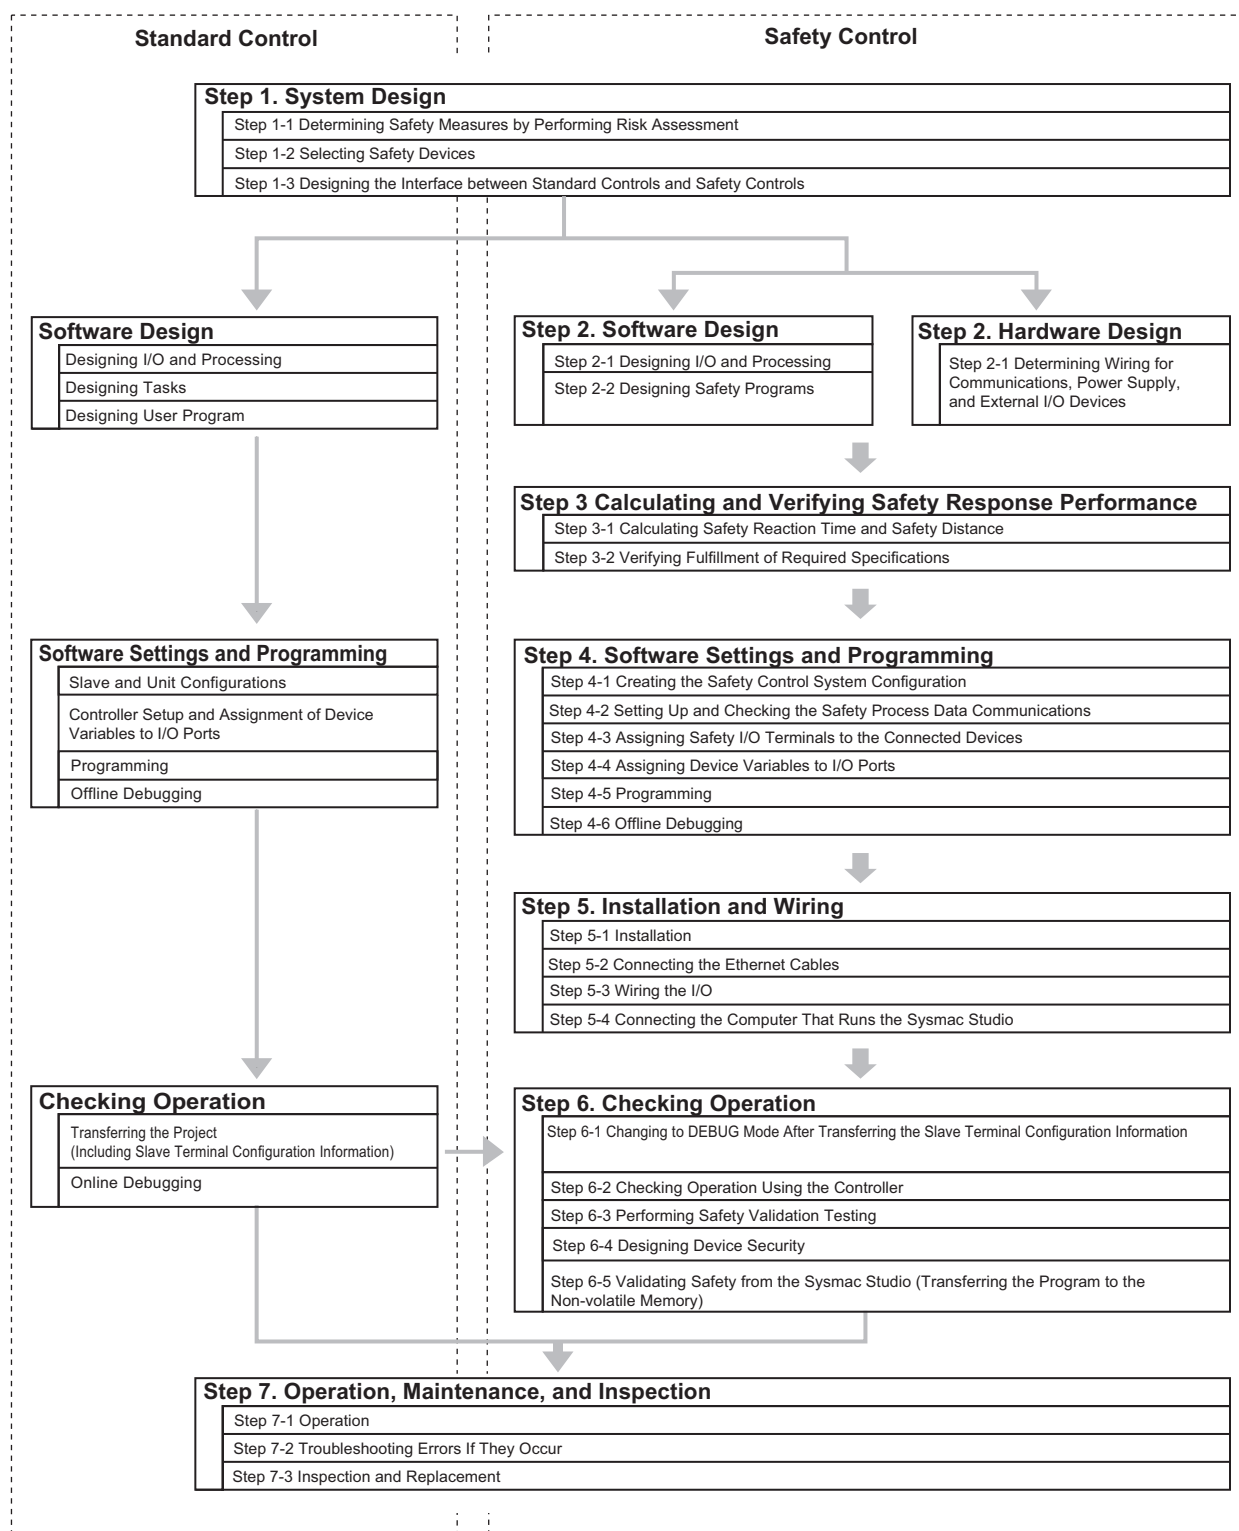 Standard Control
Safety Control
Step 1. System Design
Step 1-1 Determining Safety Measures by Performing Risk Assessment
Step 1-2 Selecting Safety Devices
Step 1-3 Designing the Interface between Standard Controls and Safety Controls
Software Design
Designing I/O and Processing
Designing Tasks
Designing User Program
Step 2. Software Design
Step 2-1 Designing I/O and Processing
Step 2-2 Designing Safety Programs
Step 2. Hardware Design
Step 2-1 Determining Wiring for
Communications, Power Supply,
and External I/O Devices
Step 3 Calculating and Verifying Safety Response Performance
Step 3-1 Calculating Safety Reaction Time and Safety Distance
Step 3-2 Verifying Fulfillment of Required Specifications
Software Settings and Programming
Slave and Unit Configurations
Controller Setup and Assignment of Device
Variables to I/O Ports
Programming
Offline Debugging
Step 4. Software Settings and Programming
Step 4-1 Creating the Safety Control System Configuration
Step 4-2 Setting Up and Checking the Safety Process Data Communications
Step 4-3 Assigning Safety I/O Terminals to the Connected Devices
Step 4-4 Assigning Device Variables to I/O Ports
Step 4-5 Programming
Step 4-6 Offline Debugging
Step 5. Installation and Wiring
Step 5-1 Installation
Step 5-2 Connecting the Ethernet Cables
Step 5-3 Wiring the I/O
Step 5-4 Connecting the Computer That Runs the Sysmac Studio
Checking Operation
Transferring the Project
(Including Slave Terminal Configuration Information)
Online Debugging
Step 6. Checking Operation
Step 6-1 Changing to DEBUG Mode After Transferring the Slave Terminal Configuration Information
Step 6-2 Checking Operation Using the Controller
Step 6-3 Performing Safety Validation Testing
Step 6-4 Designing Device Security
Step 6-5 Validating Safety from the Sysmac Studio (Transferring the Program to the
Non-volatile Memory)
Step 7. Operation, Maintenance, and Inspection
Step 7-1 Operation
Step 7-2 Troubleshooting Errors If They Occur
Step 7-3 Inspection and Replacement